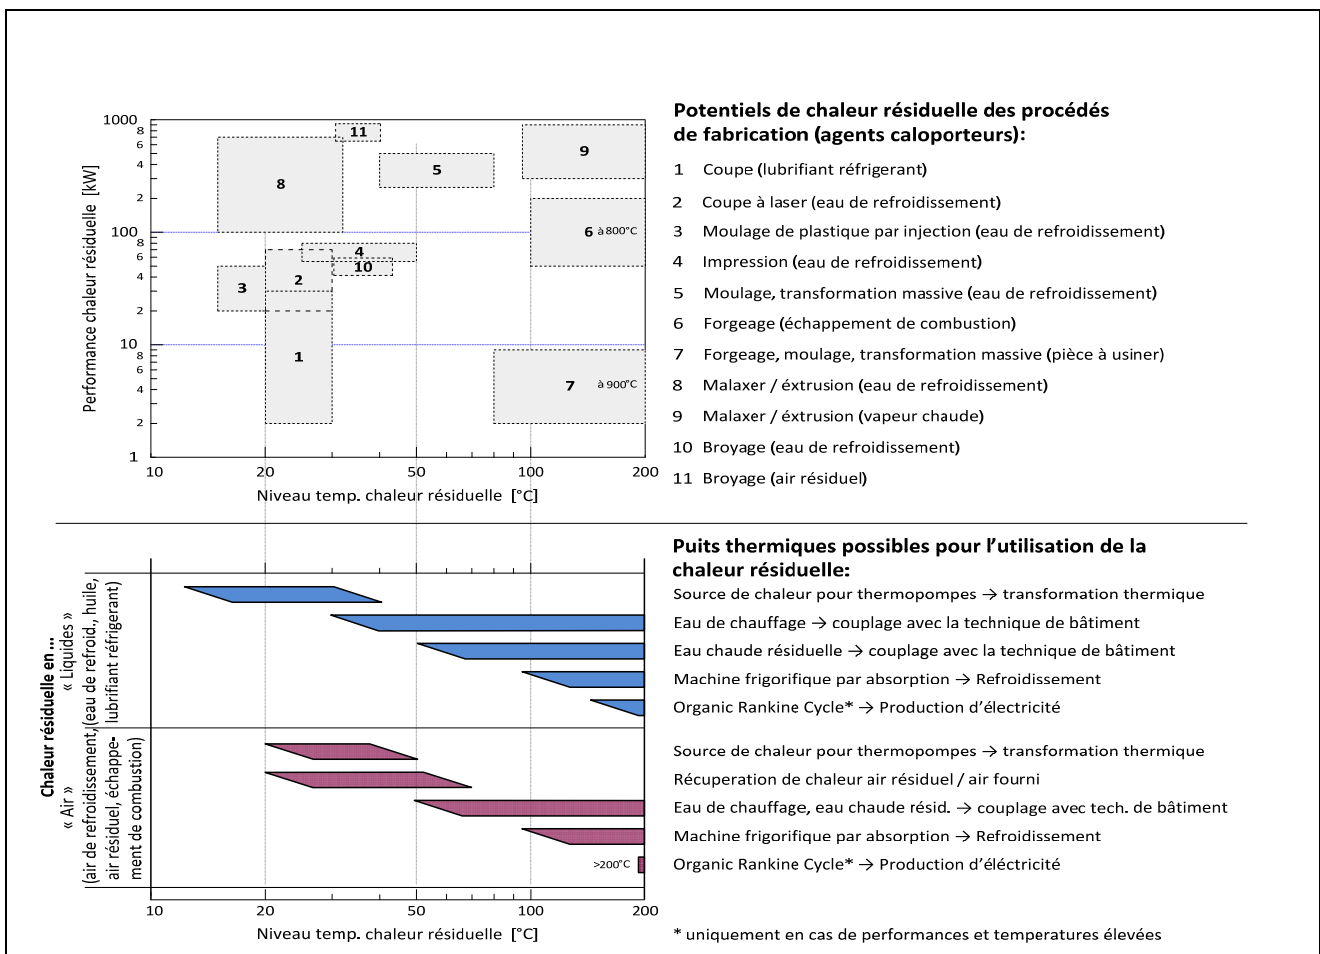 Potentiels de chaleur résiduelle des procédés
de fabrication (agents caloporteurs):
1 Coupe (lubrifiant réfrigerant)
2 Coupe à laser (eau de refroidissement)
3 Moulage de plastique par injection (eau de refroidissement)
4 Impression (eau de refroidissement)
5 Moulage, transformation massive (eau de refroidissement)
6 Forgeage (échappement de combustion)
7 Forgeage, moulage, transformation massive (pièce à usiner)
8 Malaxer / éxtrusion (eau de refroidissement)
9 Malaxer / éxtrusion (vapeur chaude)
10 Broyage (eau de refroidissement)
11 Broyage (air résiduel)
Performance chaleur résiduelle [kW]
1000
8
6
4
2
100
8
6
4
2
10
8
6
4
2
1
11
9
5
8
6 à 800°C
4
10
2
3
1
7 à 900°C
10 20 50 100 200
Niveau temp. chaleur résiduelle [°C]
Puits thermiques possibles pour l'utilisation de la
chaleur résiduelle:
Chaleur résiduelle en ...
« Liquides »
(eau de refroid., huile,
lubrifiant réfrigerant)
Source de chaleur pour thermopompes → transformation thermique
Eau de chauffage → couplage avec la technique de bâtiment
Eau chaude résiduelle → couplage avec la technique de bâtiment
Machine frigorifique par absorption → Refroidissement
Organic Rankine Cycle* → Production d'électricité
« Air »
(air de refroidissement,
air résiduel, échappe-
ment de combustion)
Source de chaleur pour thermopompes → transformation thermique
Récuperation de chaleur air résiduel / air fourni
Eau de chauffage, eau chaude résid. → couplage avec tech. de bâtiment
Machine frigorifique par absorption → Refroidissement
>200°C
Organic Rankine Cycle* → Production d'éléctricité
10 20 50 100 200
Niveau temp. chaleur résiduelle [°C]
* uniquement en cas de performances et temperatures élevées